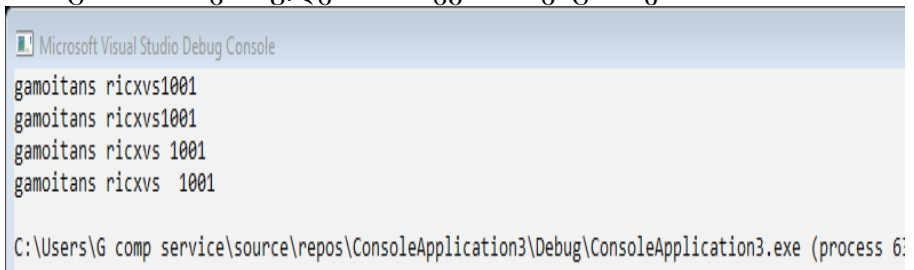 Microsoft Visual Studio Debug Console
gamoitans ricxvs1001
gamoitans ricxvs1001
gamoitans ricxvs 1001
gamoitans ricxvs  1001
C:\Users\G comp service\source\repos\ConsoleApplication3\Debug\ConsoleApplication3.exe (process 63